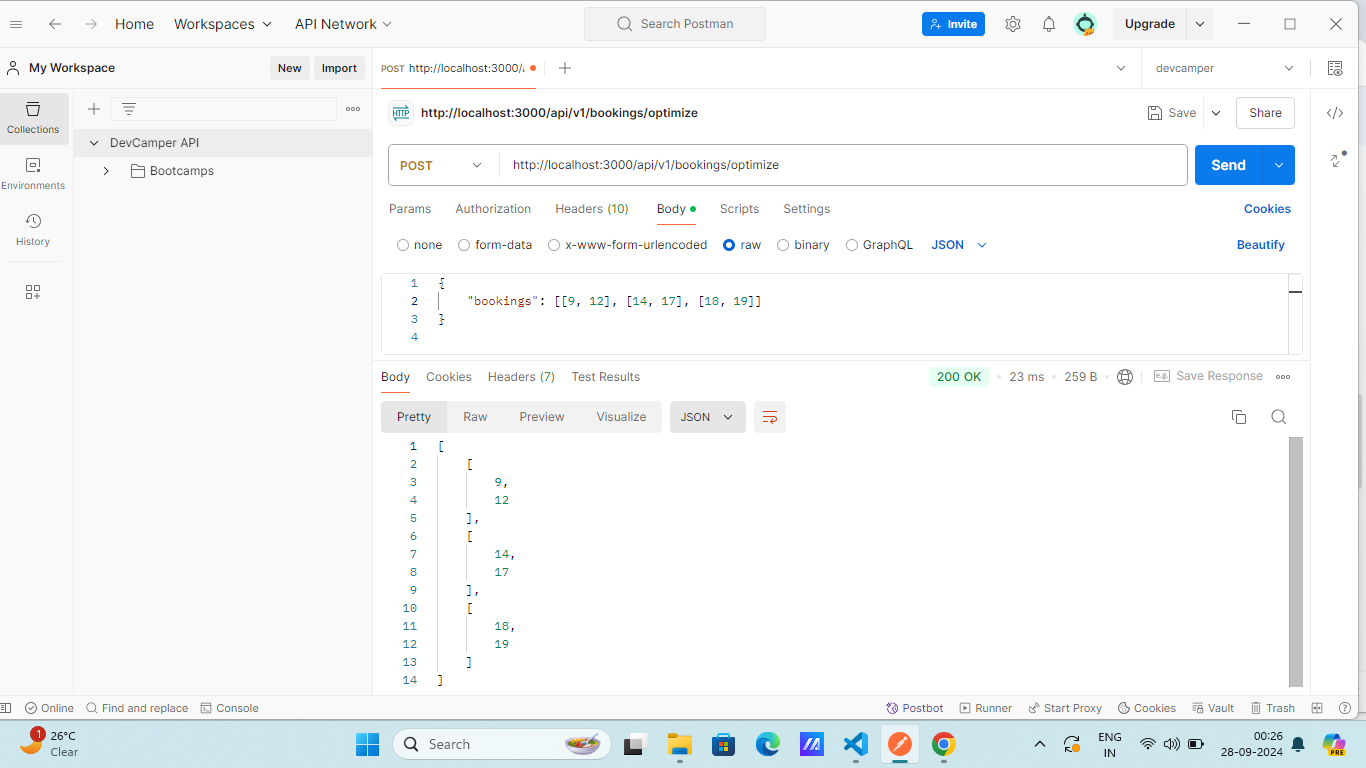 Home Workspaces API Network Search Postman Invite Upgrade
My Workspace New Import POST http://localhost:3000/a devcamper
Collections
Environments
History
DevCamper API
Bootcamps
HTTP http://localhost:3000/api/v1/bookings/optimize Save Share
POST http://localhost:3000/api/v1/bookings/optimize Send
Params Authorization Headers (10) Body Scripts Settings Cookies
none form-data x-www-form-urlencoded raw binary GraphQL JSON Beautify
1 {
2 "bookings": [[9, 12], [14, 17], [18, 19]]
3 }
4
Body Cookies Headers (7) Test Results 200 OK 23 ms 259 B e.g. Save Response
Pretty Raw Preview Visualize JSON
1 [
2 [
3 9,
4 12
5 ],
6 [
7 14,
8 17
9 ],
10 [
11 18,
12 19
13 ]
14 ]
Online Find and replace Console Postbot Runner Start Proxy Cookies Vault Trash
1 26°C
Clear
Search
ENG
IN
00:26
28-09-2024
PRE